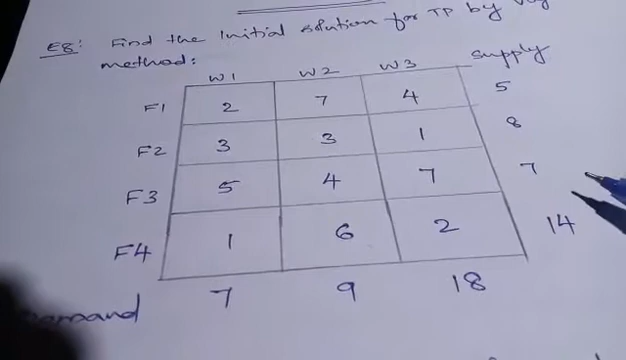 E8: Find the Initial solution for TP by
method:
W1 W2 W3 supply
F1 2 7 4 5
F2 3 3 1 8
F3 5 4 7 7
F4 1 6 2 14
7 9 18